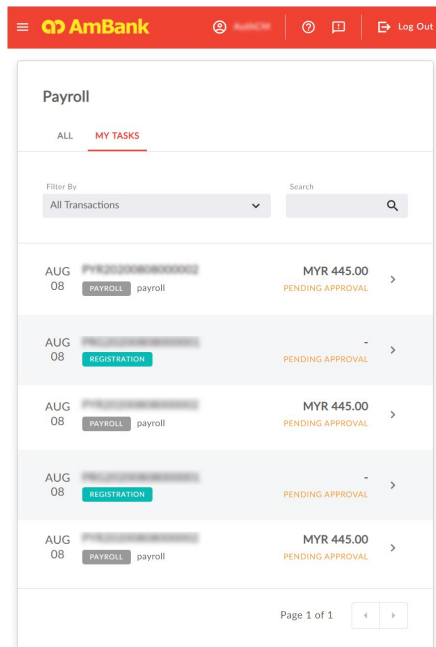 AmBank
Log Out
Payroll
ALL MY TASKS
Filter By Search
All Transactions
AUG MYR 445.00
08 PAYROLL payroll PENDING APPROVAL
AUG -
08 REGISTRATION PENDING APPROVAL
AUG MYR 445.00
08 PAYROLL payroll PENDING APPROVAL
AUG -
08 REGISTRATION PENDING APPROVAL
AUG MYR 445.00
08 PAYROLL payroll PENDING APPROVAL
Page 1 of 1